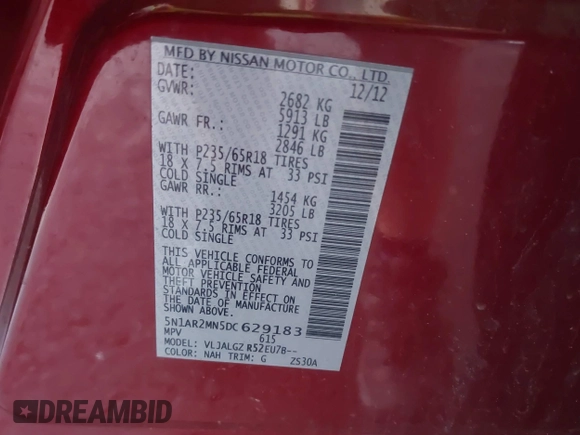 MFD BY NISSAN MOTOR CO., LTD.
DATE: 12/12
GVWR: 2682 KG
5913 LB
GAWR FR.: 1291 KG
2846 LB
WITH P235/65R18 TIRES
18 X 7.5 RIMS AT 33 PSI
COLD SINGLE
GAWR RR.: 1454 KG
3205 LB
WITH P235/65R18 TIRES
18 X 7.5 RIMS AT 33 PSI
COLD SINGLE
THIS VEHICLE CONFORMS TO
ALL APPLICABLE FEDERAL
MOTOR VEHICLE SAFETY AND
THEFT PREVENTION
STANDARDS IN EFFECT ON
THE DATE OF MANUFACTURE
SHOWN ABOVE.
5N1AR2MN5DC 629183
MPV 615
MODEL: VLJALGZ R52EU7B--
COLOR: NAH TRIM: G ZS30A
DREAMBID